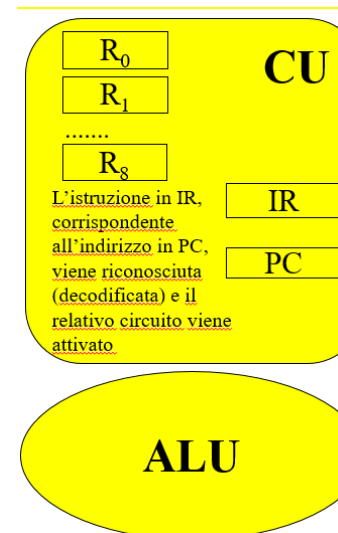 R0
CU
R1
.......
R8
L'istruzione in IR,
corrispondente
all'indirizzo in PC,
viene riconosciuta
(decodificata) e il
relativo circuito viene
attivato
IR
PC
ALU